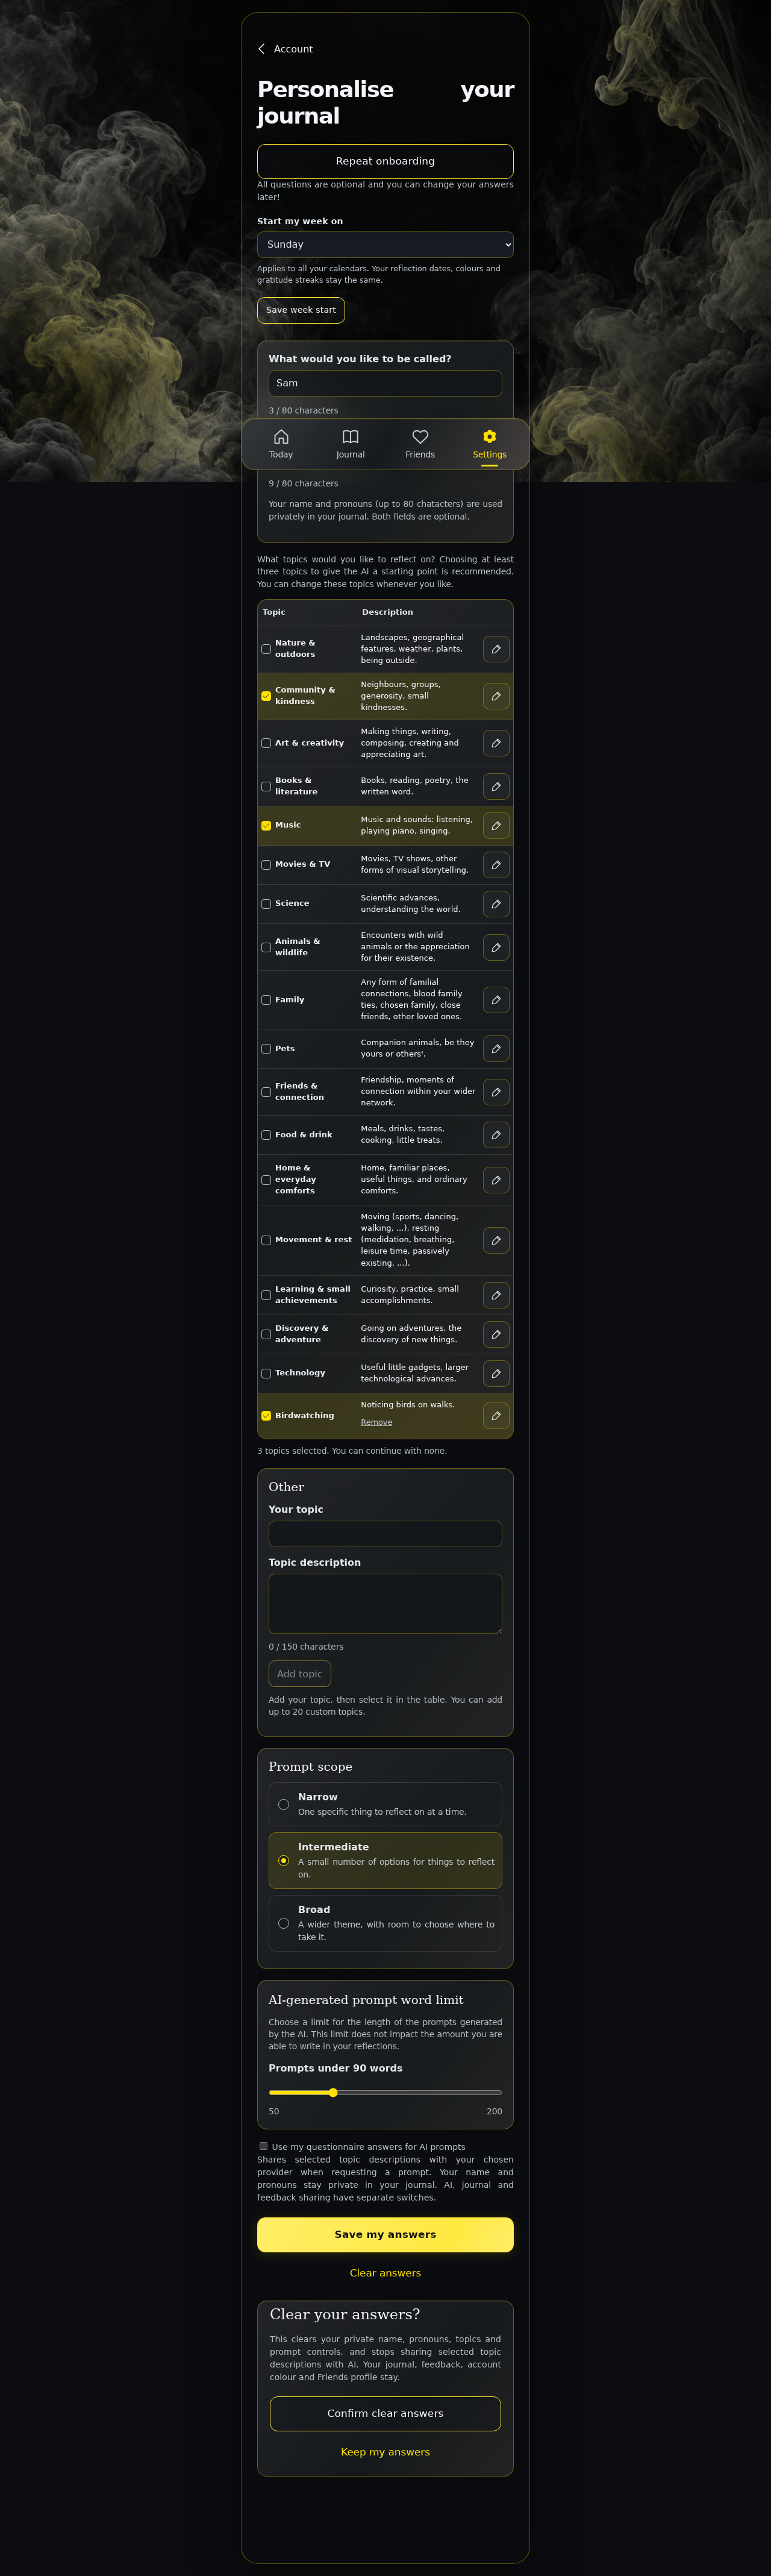 Account
Personalise your
journal
Repeat onboarding
All questions are optional and you can change your answers
later!
Start my week on
Sunday
Applies to all your calendars. Your reflection dates, colours and
gratitude streaks stay the same.
Save week start
What would you like to be called?
Sam
3 / 80 characters
Today Journal Friends Settings
9 / 80 characters
Your name and pronouns (up to 80 chatacters) are used
privately in your journal. Both fields are optional.
What topics would you like to reflect on? Choosing at least
three topics to give the AI a starting point is recommended.
You can change these topics whenever you like.
Topic Description
Nature &
outdoors
Landscapes, geographical
features, weather, plants,
being outside.
Community &
kindness
Neighbours, groups,
generosity, small
kindnesses.
Art & creativity
Making things, writing,
composing, creating and
appreciating art.
Books &
literature
Books, reading, poetry, the
written word.
Music
Music and sounds: listening,
playing piano, singing.
Movies & TV
Movies, TV shows, other
forms of visual storytelling.
Science
Scientific advances,
understanding the world.
Animals &
wildlife
Encounters with wild
animals or the appreciation
for their existence.
Family
Any form of familial
connections, blood family
ties, chosen family, close
friends, other loved ones.
Pets
Companion animals, be they
yours or others'.
Friends &
connection
Friendship, moments of
connection within your wider
network.
Food & drink
Meals, drinks, tastes,
cooking, little treats.
Home &
everyday
comforts
Home, familiar places,
useful things, and ordinary
comforts.
Movement & rest
Moving (sports, dancing,
walking, ...), resting
(medidation, breathing,
leisure time, passively
existing, ...).
Learning & small
achievements
Curiosity, practice, small
accomplishments.
Discovery &
adventure
Going on adventures, the
discovery of new things.
Technology
Useful little gadgets, larger
technological advances.
Birdwatching
Noticing birds on walks.
Remove
3 topics selected. You can continue with none.
Other
Your topic
Topic description
0 / 150 characters
Add topic
Add your topic, then select it in the table. You can add
up to 20 custom topics.
Prompt scope
Narrow
One specific thing to reflect on at a time.
Intermediate
A small number of options for things to reflect
on.
Broad
A wider theme, with room to choose where to
take it.
AI-generated prompt word limit
Choose a limit for the length of the prompts generated
by the AI. This limit does not impact the amount you are
able to write in your reflections.
Prompts under 90 words
50 200
Use my questionnaire answers for AI prompts
Shares selected topic descriptions with your chosen
provider when requesting a prompt. Your name and
pronouns stay private in your journal. AI, journal and
feedback sharing have separate switches.
Save my answers
Clear answers
Clear your answers?
This clears your private name, pronouns, topics and
prompt controls, and stops sharing selected topic
descriptions with AI. Your journal, feedback, account
colour and Friends profile stay.
Confirm clear answers
Keep my answers